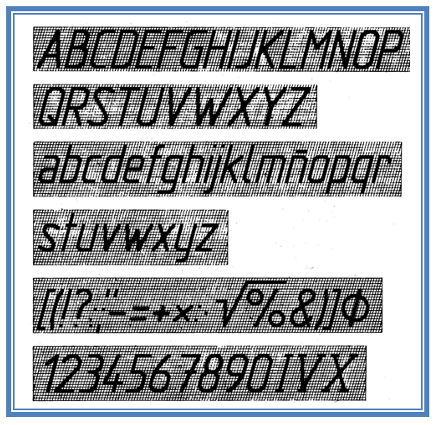 ABCDEFGHIJKLMNOP
QRSTUVWXYZ
abcdefghijklmñopqr
stuvwxyz
[(!?:;"-=+×:√%&)]Φ
1234567890IVX